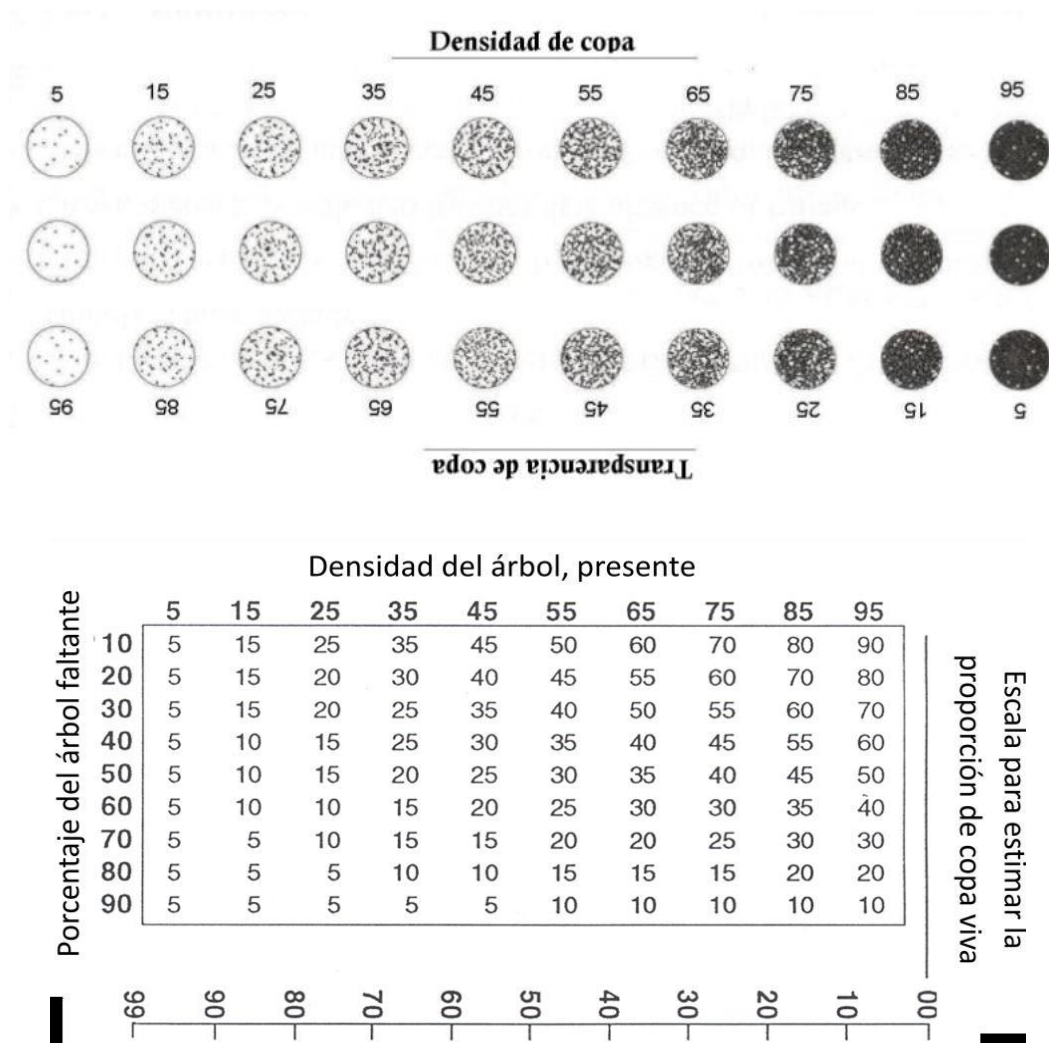 Densidad de copa
5 15 25 35 45 55 65 75 85 95
95 85 75 65 55 45 35 25 15 5
Transparencia de copa
Densidad del árbol, presente
Porcentaje del árbol faltante
5 15 25 35 45 55 65 75 85 95
10 5 15 25 35 45 50 60 70 80 90
20 5 15 20 30 40 45 55 60 70 80
30 5 15 20 25 35 40 50 55 60 70
40 5 10 15 25 30 35 40 45 55 60
50 5 10 15 20 25 30 35 40 45 50
60 5 10 10 15 20 25 30 30 35 40
70 5 5 10 15 15 20 20 25 30 30
80 5 5 5 10 10 15 15 15 20 20
90 5 5 5 5 5 10 10 10 10 10
Escala para estimar la
proporción de copa viva
99 90 80 70 60 50 40 30 20 10 00